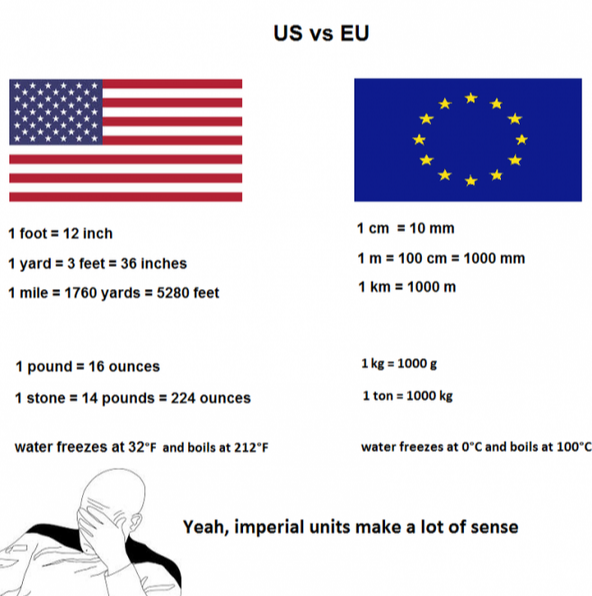 US vs EU
1 foot = 12 inch
1 yard = 3 feet = 36 inches
1 mile = 1760 yards = 5280 feet
1 cm = 10 mm
1 m = 100 cm = 1000 mm
1 km = 1000 m
1 pound = 16 ounces
1 stone = 14 pounds = 224 ounces
1 kg = 1000 g
1 ton = 1000 kg
water freezes at 32°F and boils at 212°F
water freezes at 0°C and boils at 100°C
Yeah, imperial units make a lot of sense